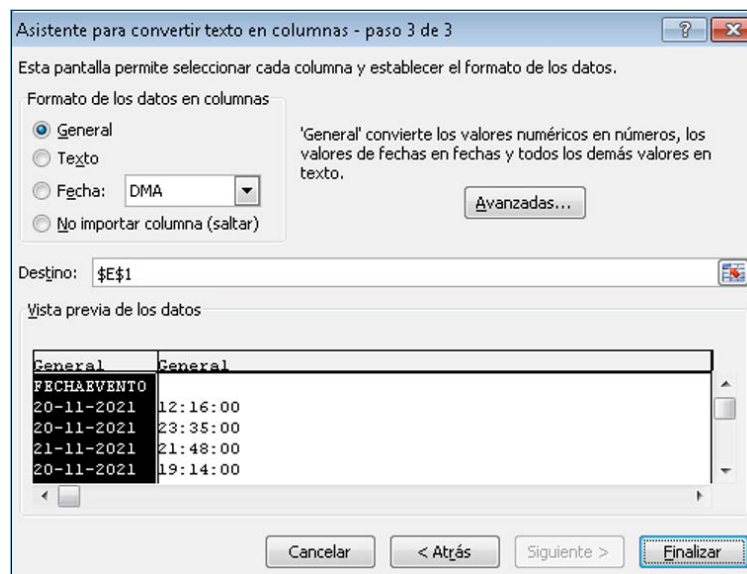 Asistente para convertir texto en columnas - paso 3 de 3
Esta pantalla permite seleccionar cada columna y establecer el formato de los datos.
Formato de los datos en columnas
General
Texto
Fecha: DMA
No importar columna (saltar)
'General' convierte los valores numéricos en números, los
valores de fechas en fechas y todos los demás valores en
texto.
Avanzadas...
Destino: $E$1
Vista previa de los datos
General General
FECHAEVENTO
20-11-2021 12:16:00
20-11-2021 23:35:00
21-11-2021 21:48:00
20-11-2021 19:14:00
Cancelar < Atrás Siguiente > Finalizar